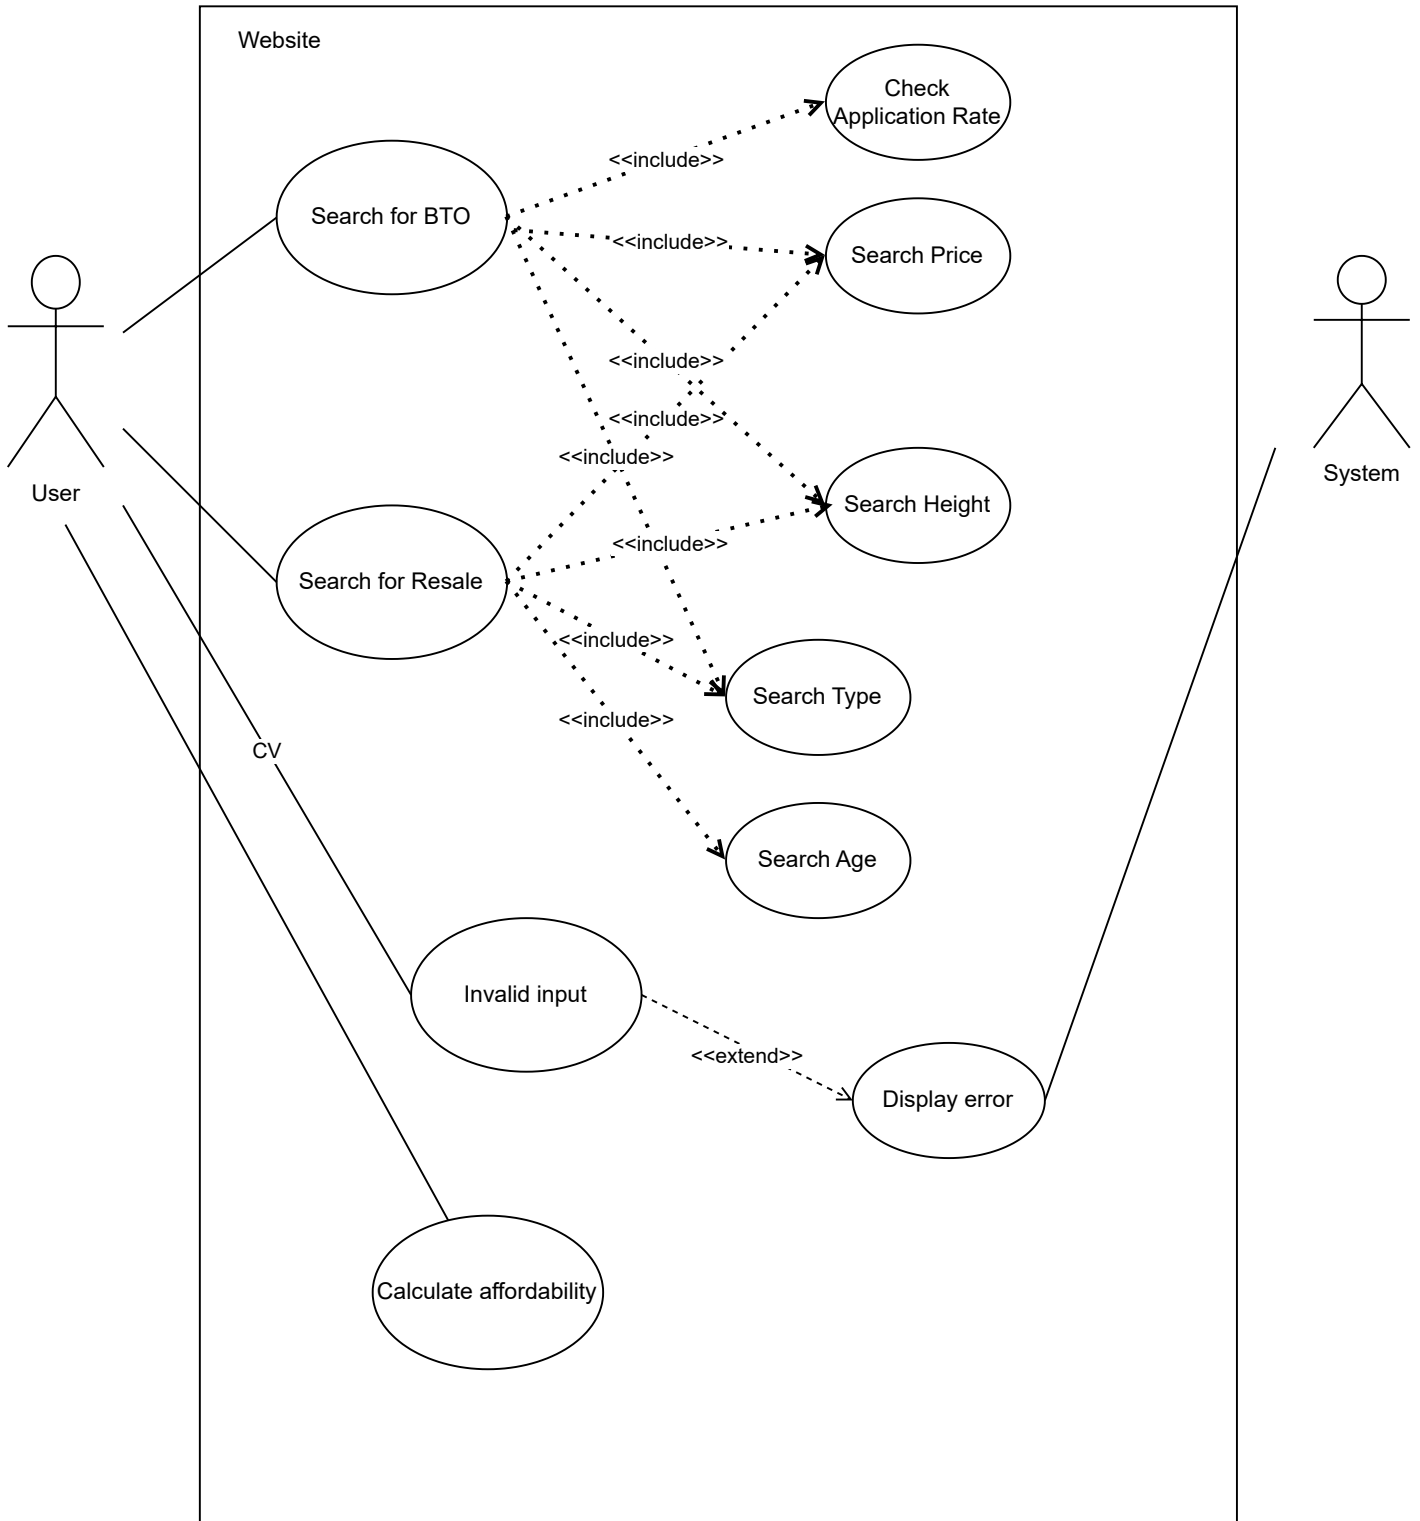 Website
Check
Application Rate
<<include>>
Search for BTO
<<include>>
Search Price
<<include>>
<<include>>
<<include>>
User
System
Search Height
<<include>>
Search for Resale
<<include>>
Search Type
<<include>>
CV
Search Age
Invalid input
<<extend>>
Display error
Calculate affordability